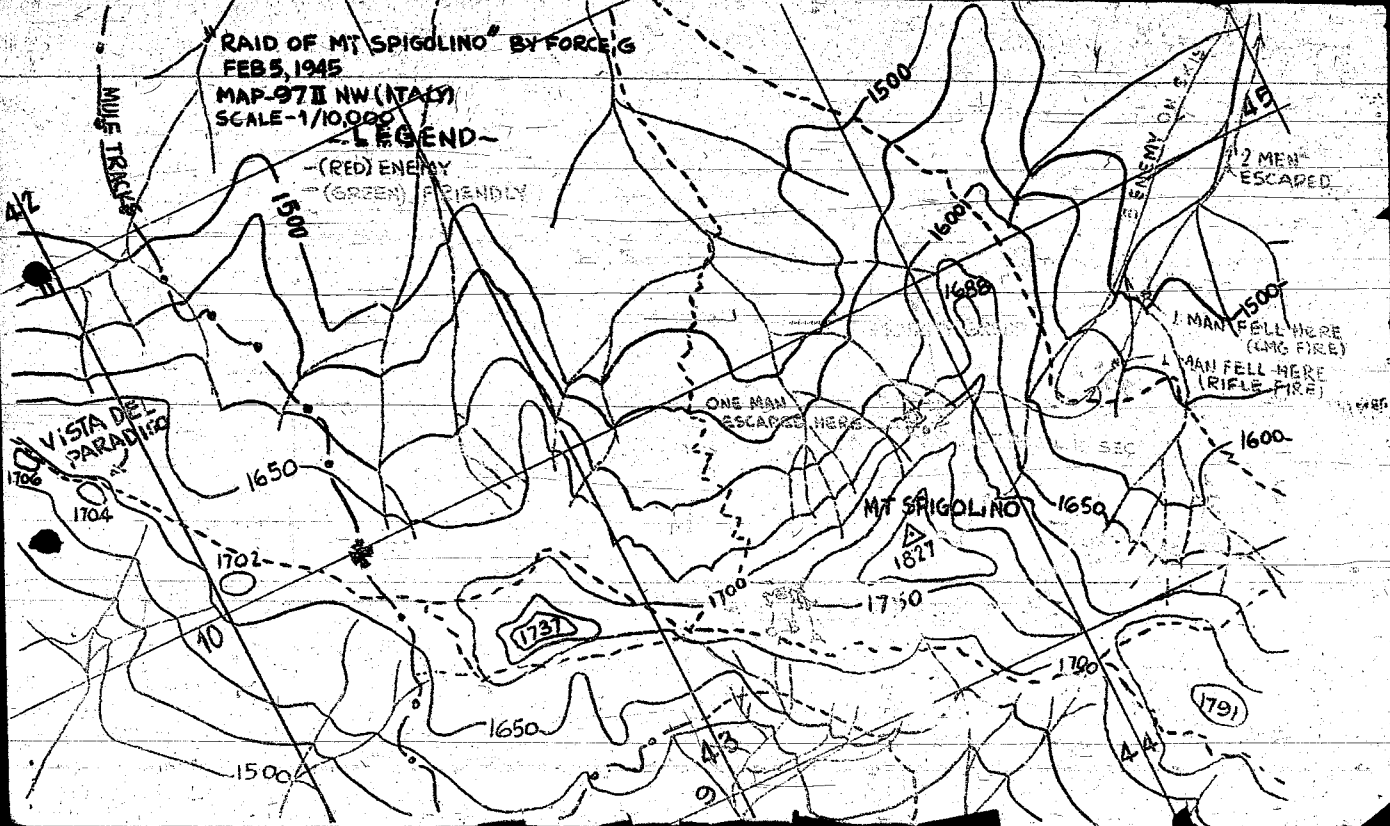 "RAID OF MT SPIGOLINO" BY FORCE G
FEB 5, 1945
MAP-97 II NW (ITALY)
SCALE-1/10,000
-LEGEND-
-(RED) ENEMY
-(GREEN) FRIENDLY
MULE TRACK
42
1500
1500
45
ENEMY ON
2 MEN
ESCAPED
1600
1688
1500
1 MAN FELL HERE
(LMG FIRE)
MAN FELL HERE
(RIFLE FIRE)
ONE MAN
ESCAPED HERE
SEC
1600
VISTA DEL
PARADISO
1706
1704
1650
MT SPIGOLINO
1827
1650
1702
1700
1750
1737
10
1700
1791
1650
1500
43
44
9